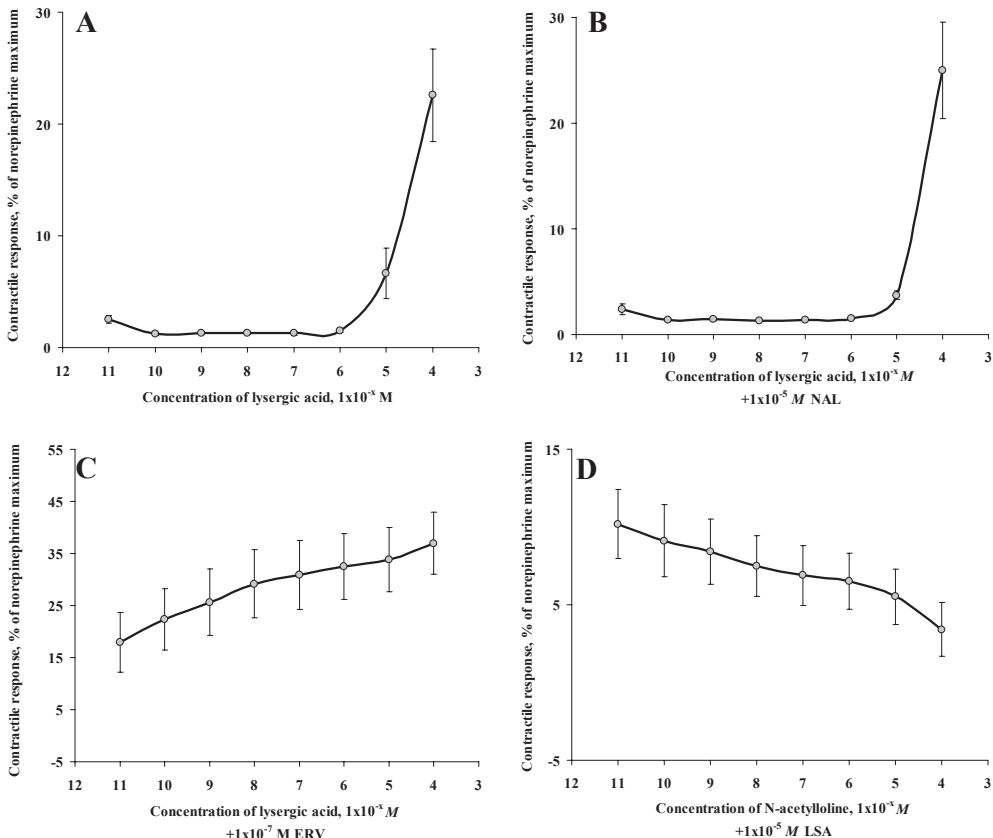 A
Contractile response, % of norepinephrine maximum
30
20
10
0
12 11 10 9 8 7 6 5 4 3
Concentration of lysergic acid, 1x10⁻ˣ M
B
Contractile response, % of norepinephrine maximum
30
20
10
0
12 11 10 9 8 7 6 5 4 3
Concentration of lysergic acid, 1x10⁻ˣ M
+1x10⁻⁵ M NAL
C
Contractile response, % of norepinephrine maximum
55
45
35
25
15
5
-5
12 11 10 9 8 7 6 5 4 3
Concentration of lysergic acid, 1x10⁻ˣ M
+1x10⁻⁷ M ERV
D
Contractile response, % of norepinephrine maximum
15
5
-5
12 11 10 9 8 7 6 5 4 3
Concentration of N-acetylloline, 1x10⁻ˣ M
+1x10⁻⁵ M LSA